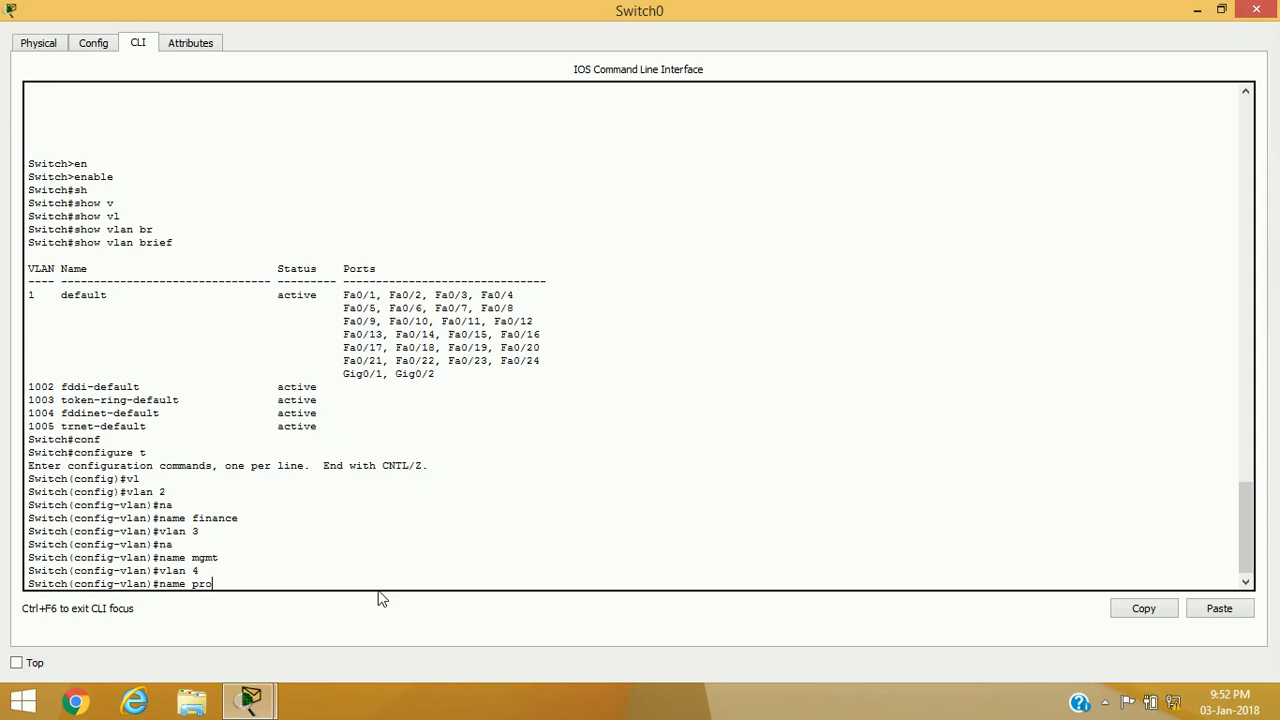 Switch0
Physical Config CLI Attributes
IOS Command Line Interface
Switch>en
Switch>enable
Switch#sh
Switch#show v
Switch#show vl
Switch#show vlan br
Switch#show vlan brief
VLAN Name Status Ports
---- -------------------------------- --------- -------------------------------
1 default active Fa0/1, Fa0/2, Fa0/3, Fa0/4
Fa0/5, Fa0/6, Fa0/7, Fa0/8
Fa0/9, Fa0/10, Fa0/11, Fa0/12
Fa0/13, Fa0/14, Fa0/15, Fa0/16
Fa0/17, Fa0/18, Fa0/19, Fa0/20
Fa0/21, Fa0/22, Fa0/23, Fa0/24
Gig0/1, Gig0/2
1002 fddi-default active
1003 token-ring-default active
1004 fddinet-default active
1005 trnet-default active
Switch#conf
Switch#configure t
Enter configuration commands, one per line. End with CNTL/Z.
Switch(config)#vl
Switch(config)#vlan 2
Switch(config-vlan)#na
Switch(config-vlan)#name finance
Switch(config-vlan)#vlan 3
Switch(config-vlan)#na
Switch(config-vlan)#name mgmt
Switch(config-vlan)#vlan 4
Switch(config-vlan)#name pro
Ctrl+F6 to exit CLI focus
Copy Paste
Top
9:52 PM
03-Jan-2018